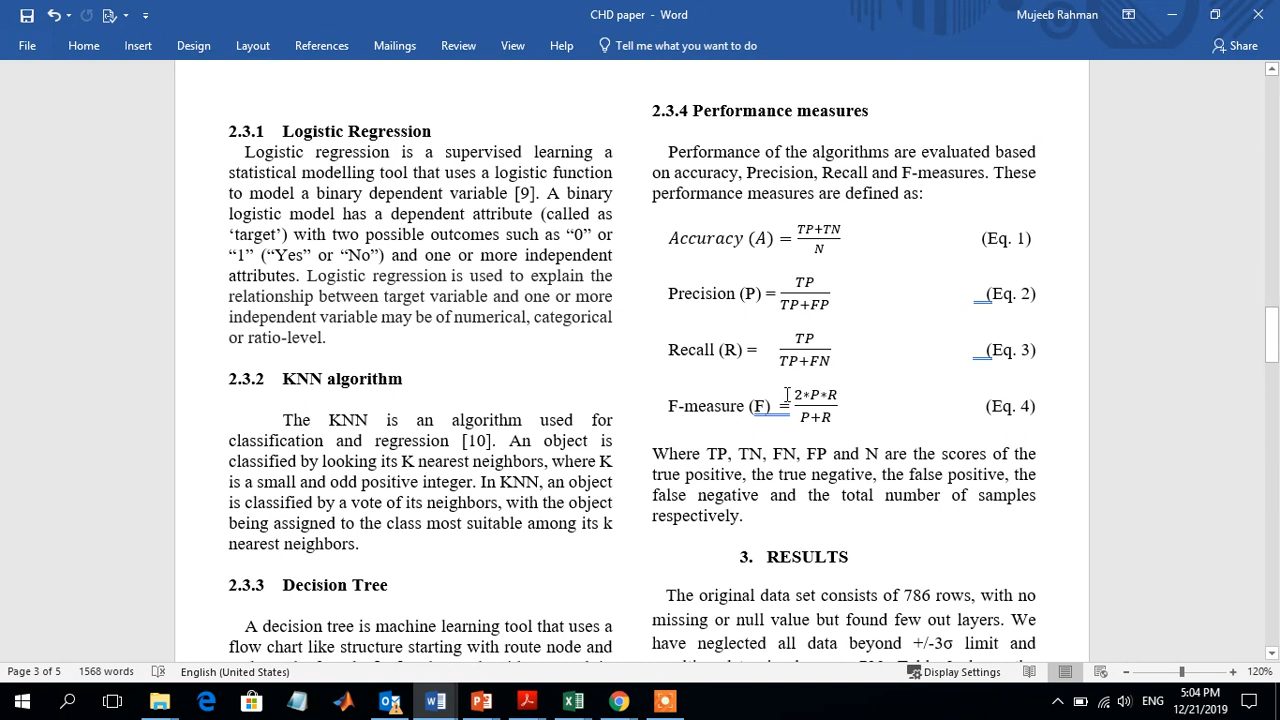 CHD paper - Word
Mujeeb Rahman
File Home Insert Design Layout References Mailings Review View Help Tell me what you want to do Share
2.3.1 Logistic Regression
Logistic regression is a supervised learning a
statistical modelling tool that uses a logistic function
to model a binary dependent variable [9]. A binary
logistic model has a dependent attribute (called as
‘target’) with two possible outcomes such as “0” or
“1” (“Yes” or “No”) and one or more independent
attributes. Logistic regression is used to explain the
relationship between target variable and one or more
independent variable may be of numerical, categorical
or ratio-level.
2.3.2 KNN algorithm
The KNN is an algorithm used for
classification and regression [10]. An object is
classified by looking its K nearest neighbors, where K
is a small and odd positive integer. In KNN, an object
is classified by a vote of its neighbors, with the object
being assigned to the class most suitable among its k
nearest neighbors.
2.3.3 Decision Tree
A decision tree is machine learning tool that uses a
flow chart like structure starting with route node and
2.3.4 Performance measures
Performance of the algorithms are evaluated based
on accuracy, Precision, Recall and F-measures. These
performance measures are defined as:
Accuracy (A) = TP+TN / N (Eq. 1)
Precision (P) = TP / TP+FP (Eq. 2)
Recall (R) = TP / TP+FN (Eq. 3)
F-measure (F) = 2*P*R / P+R (Eq. 4)
Where TP, TN, FN, FP and N are the scores of the
true positive, the true negative, the false positive, the
false negative and the total number of samples
respectively.
3. RESULTS
The original data set consists of 786 rows, with no
missing or null value but found few out layers. We
have neglected all data beyond +/-3σ limit and
Page 3 of 5 1568 words English (United States) Display Settings 120%
ENG
5:04 PM
12/21/2019